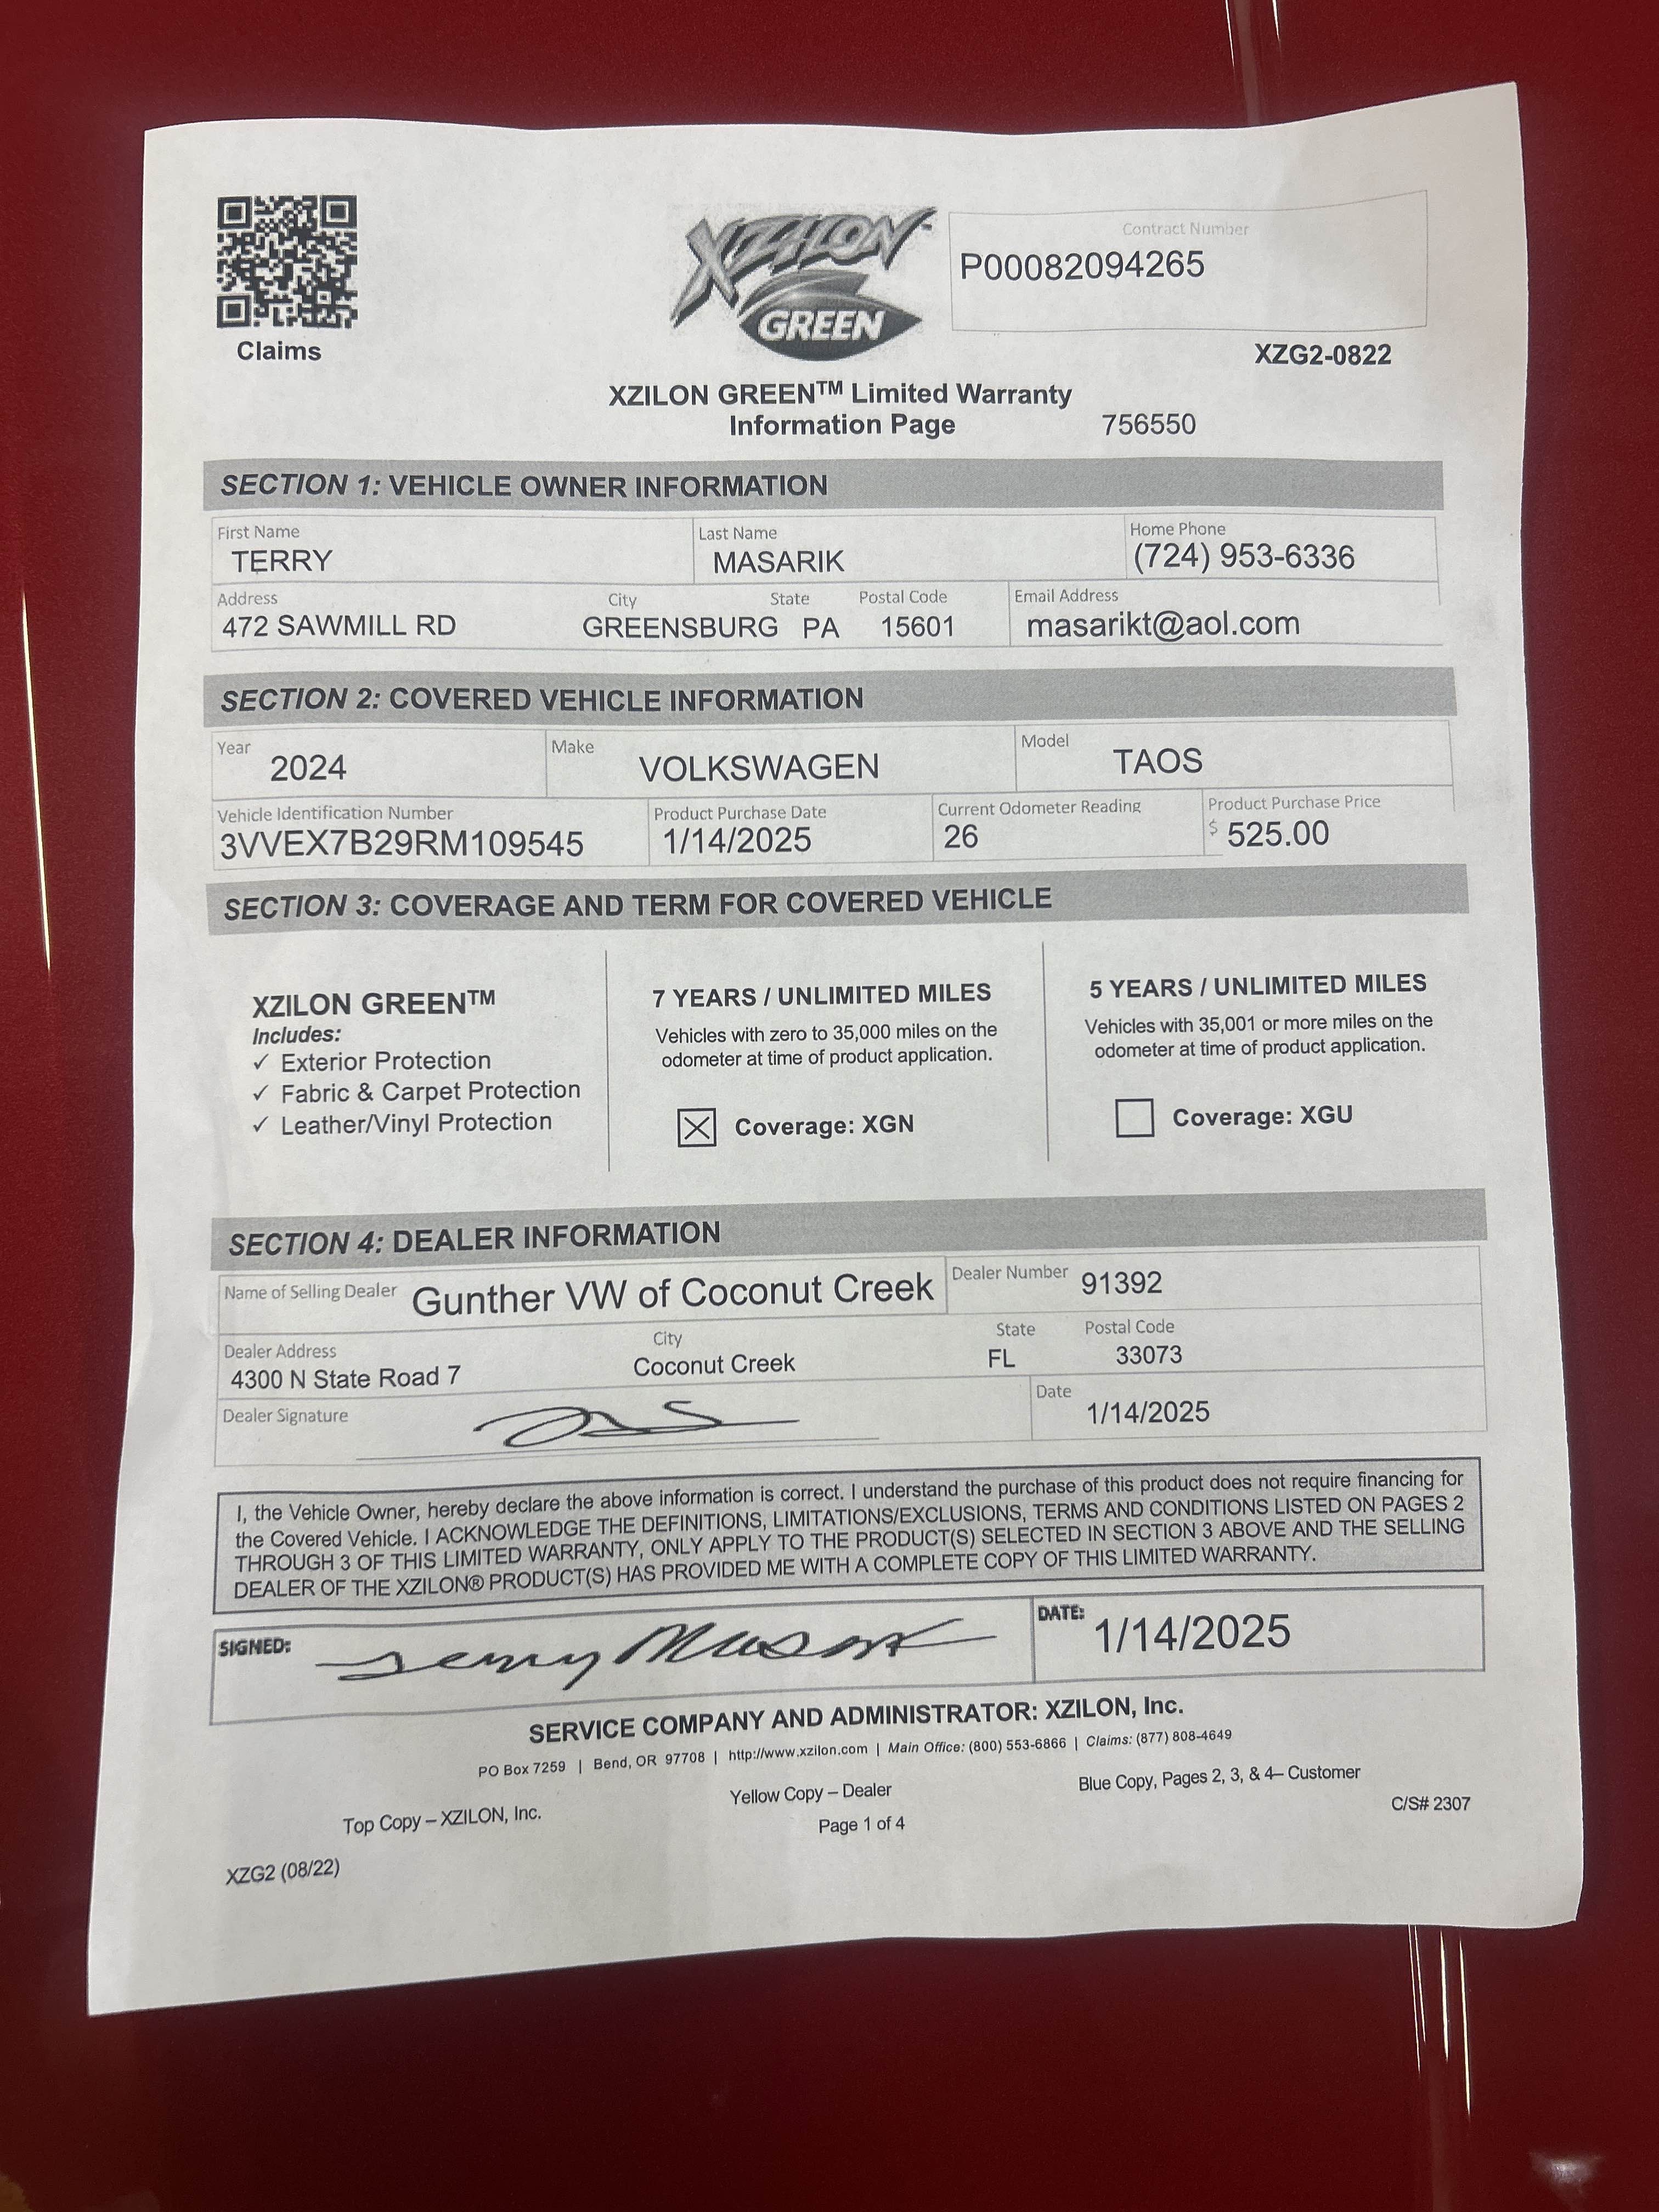 XZILON™
GREEN
Contract Number
P00082094265
Claims
XZG2-0822
XZILON GREEN™ Limited Warranty
Information Page 756550
SECTION 1: VEHICLE OWNER INFORMATION
First Name Last Name Home Phone
TERRY MASARIK (724) 953-6336
Address City State Postal Code Email Address
472 SAWMILL RD GREENSBURG PA 15601 masarikt@aol.com
SECTION 2: COVERED VEHICLE INFORMATION
Year 2024 Make VOLKSWAGEN Model TAOS
Vehicle Identification Number Product Purchase Date Current Odometer Reading Product Purchase Price
3VVEX7B29RM109545 1/14/2025 26 $ 525.00
SECTION 3: COVERAGE AND TERM FOR COVERED VEHICLE
XZILON GREEN™
Includes:
✓ Exterior Protection
✓ Fabric & Carpet Protection
✓ Leather/Vinyl Protection
7 YEARS / UNLIMITED MILES
Vehicles with zero to 35,000 miles on the
odometer at time of product application.
☒ Coverage: XGN
5 YEARS / UNLIMITED MILES
Vehicles with 35,001 or more miles on the
odometer at time of product application.
☐ Coverage: XGU
SECTION 4: DEALER INFORMATION
Name of Selling Dealer Gunther VW of Coconut Creek Dealer Number 91392
Dealer Address City State Postal Code
4300 N State Road 7 Coconut Creek FL 33073
Dealer Signature Date 1/14/2025
I, the Vehicle Owner, hereby declare the above information is correct. I understand the purchase of this product does not require financing for
the Covered Vehicle. I ACKNOWLEDGE THE DEFINITIONS, LIMITATIONS/EXCLUSIONS, TERMS AND CONDITIONS LISTED ON PAGES 2
THROUGH 3 OF THIS LIMITED WARRANTY, ONLY APPLY TO THE PRODUCT(S) SELECTED IN SECTION 3 ABOVE AND THE SELLING
DEALER OF THE XZILON® PRODUCT(S) HAS PROVIDED ME WITH A COMPLETE COPY OF THIS LIMITED WARRANTY.
SIGNED: Terry Masarik DATE: 1/14/2025
SERVICE COMPANY AND ADMINISTRATOR: XZILON, Inc.
PO Box 7259 | Bend, OR 97708 | http://www.xzilon.com | Main Office: (800) 553-6866 | Claims: (877) 808-4649
Top Copy – XZILON, Inc. Yellow Copy – Dealer Blue Copy, Pages 2, 3, & 4– Customer
Page 1 of 4 C/S# 2307
XZG2 (08/22)